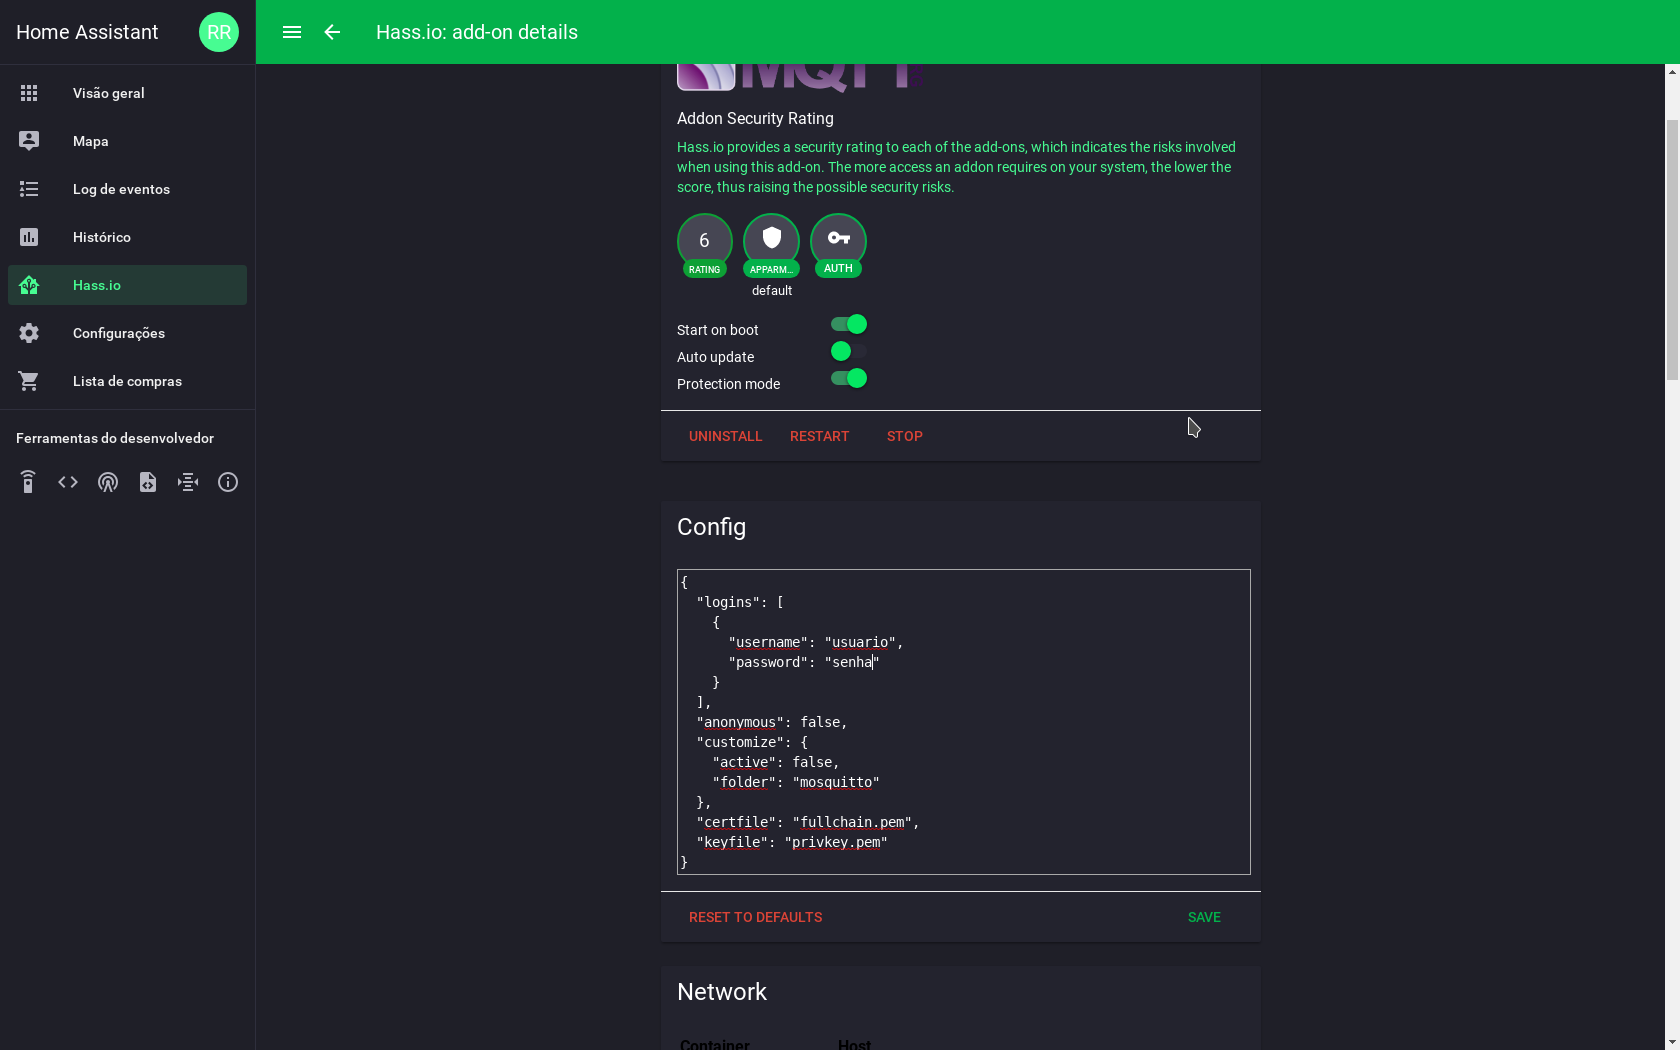 Home Assistant
RR
Hass.io: add-on details
Visão geral
Mapa
Log de eventos
Histórico
Hass.io
Configurações
Lista de compras
Ferramentas do desenvolvedor
MQTT
Addon Security Rating
Hass.io provides a security rating to each of the add-ons, which indicates the risks involved
when using this add-on. The more access an addon requires on your system, the lower the
score, thus raising the possible security risks.
6
RATING
APPARM...
AUTH
default
Start on boot
Auto update
Protection mode
UNINSTALL RESTART STOP
Config
{
"logins": [
{
"username": "usuario",
"password": "senha"
}
],
"anonymous": false,
"customize": {
"active": false,
"folder": "mosquitto"
},
"certfile": "fullchain.pem",
"keyfile": "privkey.pem"
}
RESET TO DEFAULTS SAVE
Network
Container Host